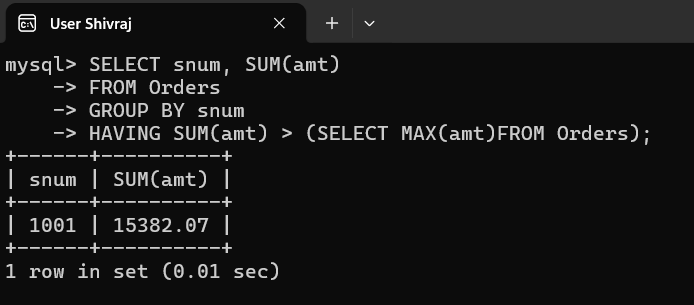 User Shivraj
mysql> SELECT snum, SUM(amt)
    -> FROM Orders
    -> GROUP BY snum
    -> HAVING SUM(amt) > (SELECT MAX(amt)FROM Orders);
+------+----------+
| snum | SUM(amt) |
+------+----------+
| 1001 | 15382.07 |
+------+----------+
1 row in set (0.01 sec)